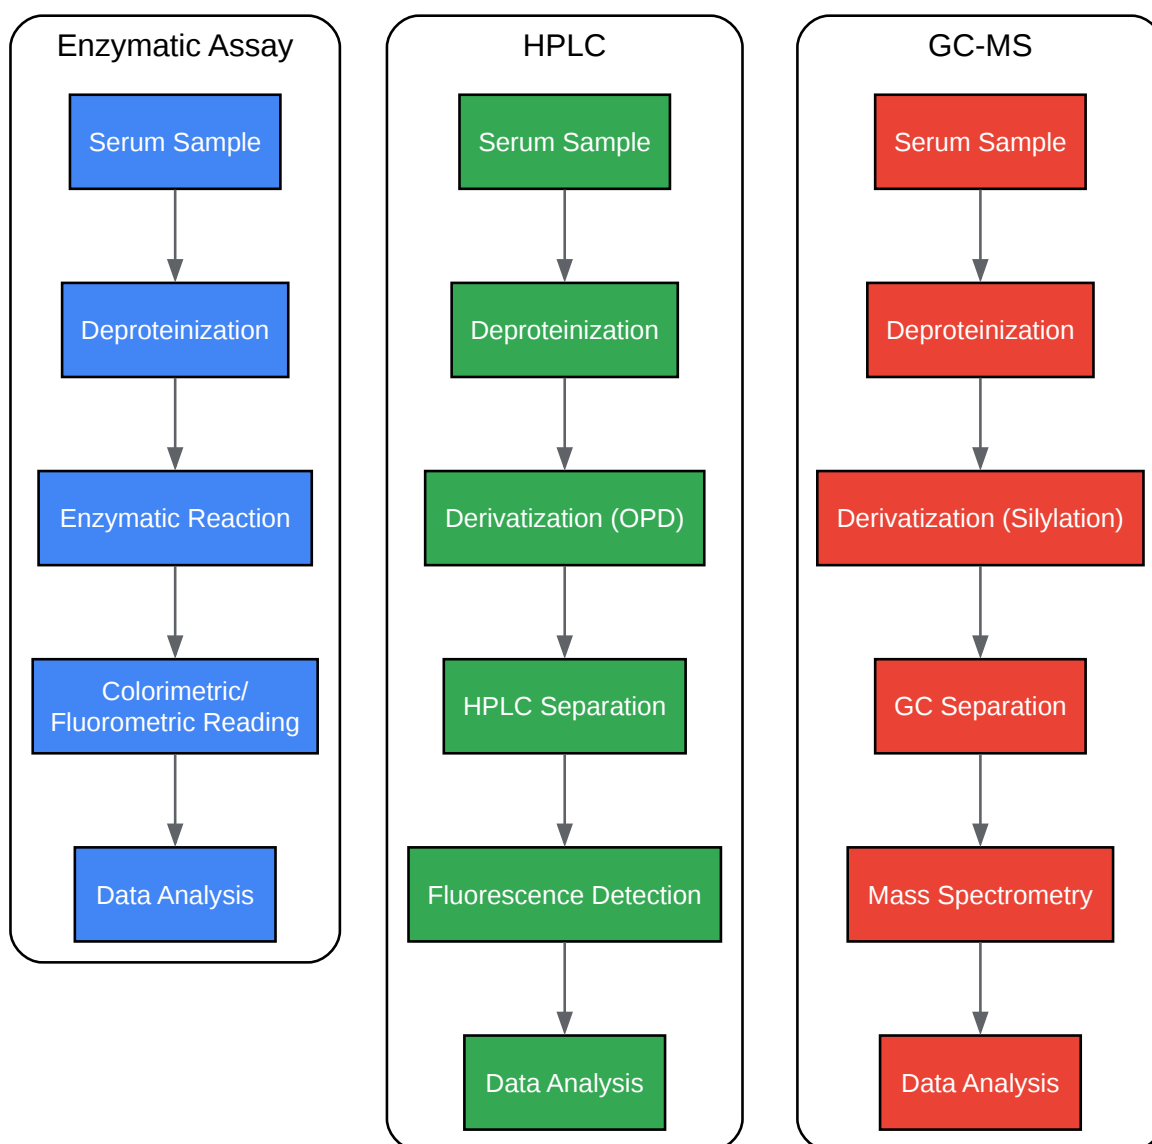 Enzymatic Assay
Serum Sample
Deproteinization
Enzymatic Reaction
Colorimetric/
Fluorometric Reading
Data Analysis
HPLC
Serum Sample
Deproteinization
Derivatization (OPD)
HPLC Separation
Fluorescence Detection
Data Analysis
GC-MS
Serum Sample
Deproteinization
Derivatization (Silylation)
GC Separation
Mass Spectrometry
Data Analysis